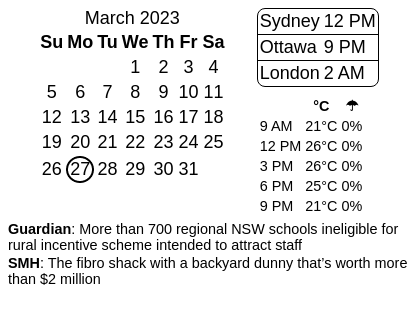 March 2023
Su Mo Tu We Th Fr Sa
1 2 3 4
5 6 7 8 9 10 11
12 13 14 15 16 17 18
19 20 21 22 23 24 25
26 27 28 29 30 31
Sydney 12 PM
Ottawa 9 PM
London 2 AM
°C ☂
9 AM 21°C 0%
12 PM 26°C 0%
3 PM 26°C 0%
6 PM 25°C 0%
9 PM 21°C 0%
Guardian: More than 700 regional NSW schools ineligible for
rural incentive scheme intended to attract staff
SMH: The fibro shack with a backyard dunny that's worth more
than $2 million